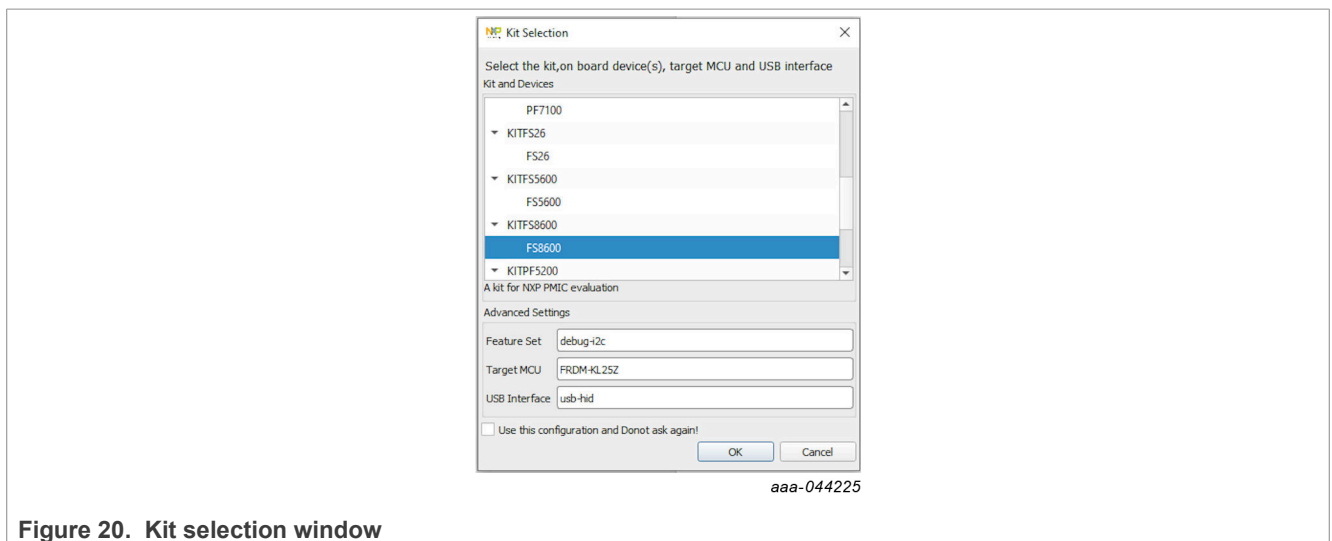 NXP Kit Selection
Select the kit,on board device(s), target MCU and USB interface
Kit and Devices
PF7100
KITFS26
FS26
KITFS5600
FS5600
KITFS8600
FS8600
KITPF5200
A kit for NXP PMIC evaluation
Advanced Settings
Feature Set debug-i2c
Target MCU FRDM-KL25Z
USB Interface usb-hid
Use this configuration and Donot ask again!
OK Cancel
aaa-044225
Figure 20. Kit selection window